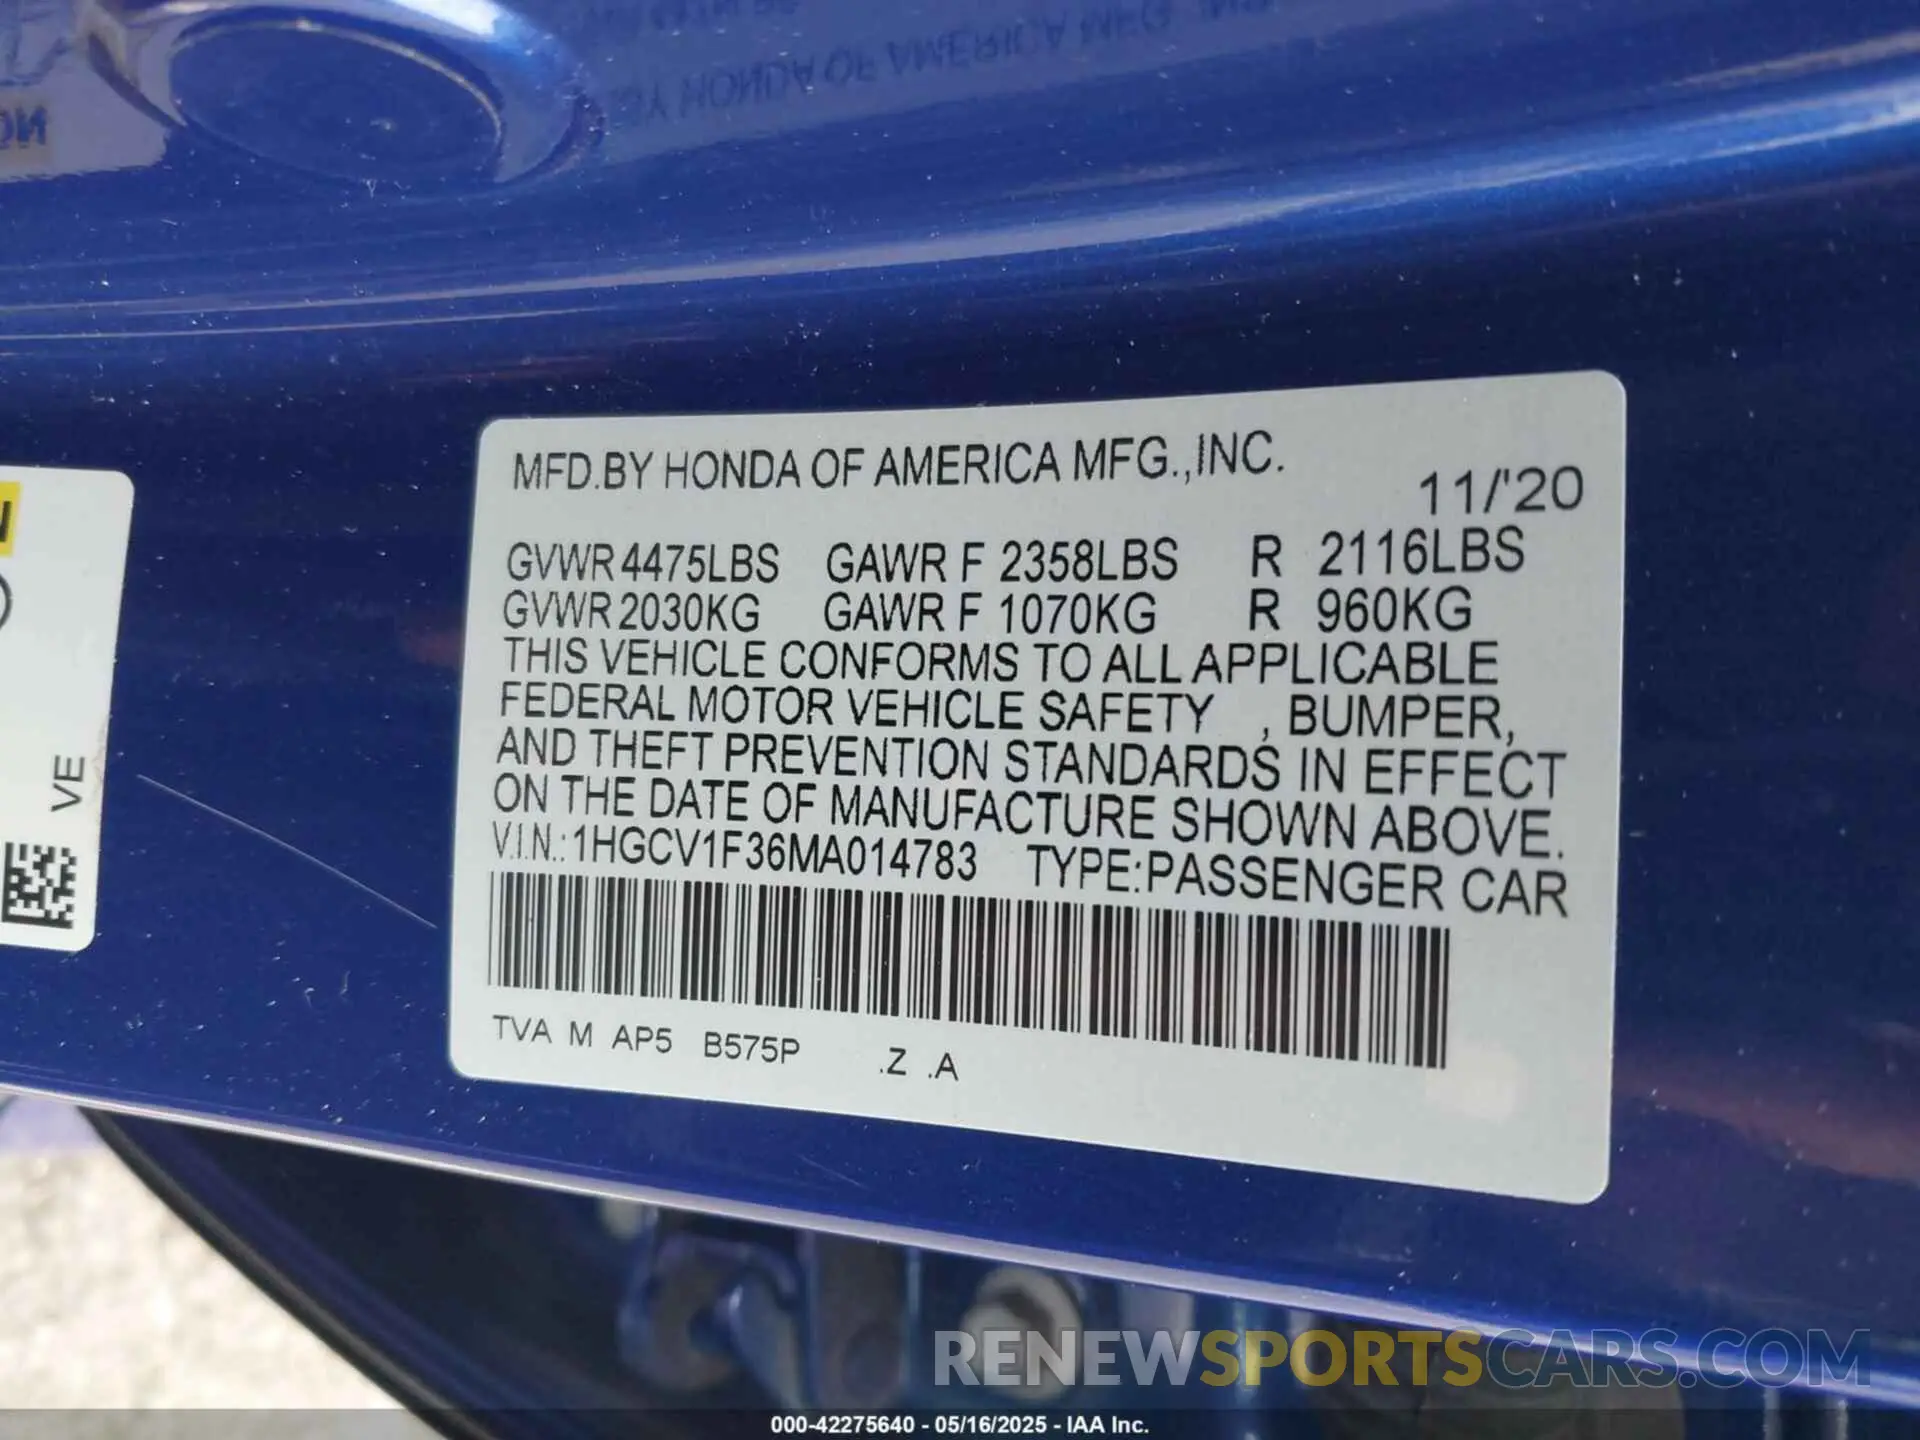 MFD.BY HONDA OF AMERICA MFG.,INC.
11/'20
GVWR 4475LBS GAWR F 2358LBS R 2116LBS
GVWR 2030KG GAWR F 1070KG R 960KG
THIS VEHICLE CONFORMS TO ALL APPLICABLE
FEDERAL MOTOR VEHICLE SAFETY , BUMPER,
AND THEFT PREVENTION STANDARDS IN EFFECT
ON THE DATE OF MANUFACTURE SHOWN ABOVE.
V.I.N.: 1HGCV1F36MA014783 TYPE:PASSENGER CAR
TVA M AP5 B575P .Z .A
VE
RENEWSPORTSCARS.COM
000-42275640 - 05/16/2025 - IAA Inc.